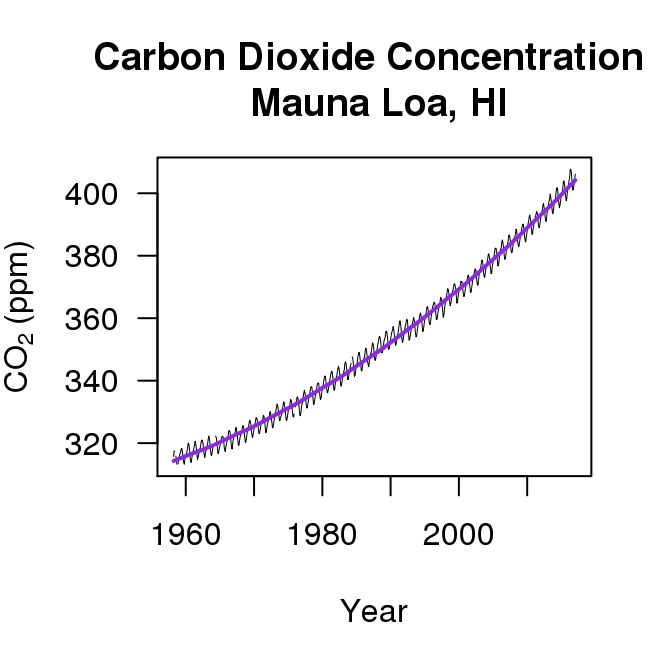 Carbon Dioxide Concentration
Mauna Loa, HI
CO₂ (ppm)
400
380
360
340
320
1960 1980 2000
Year